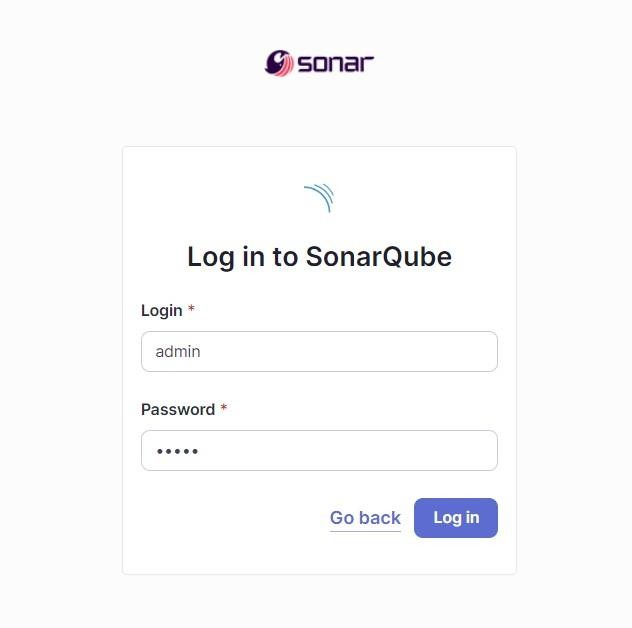 sonar
Log in to SonarQube
Login *
admin
Password *
•••••
Go back
Log in